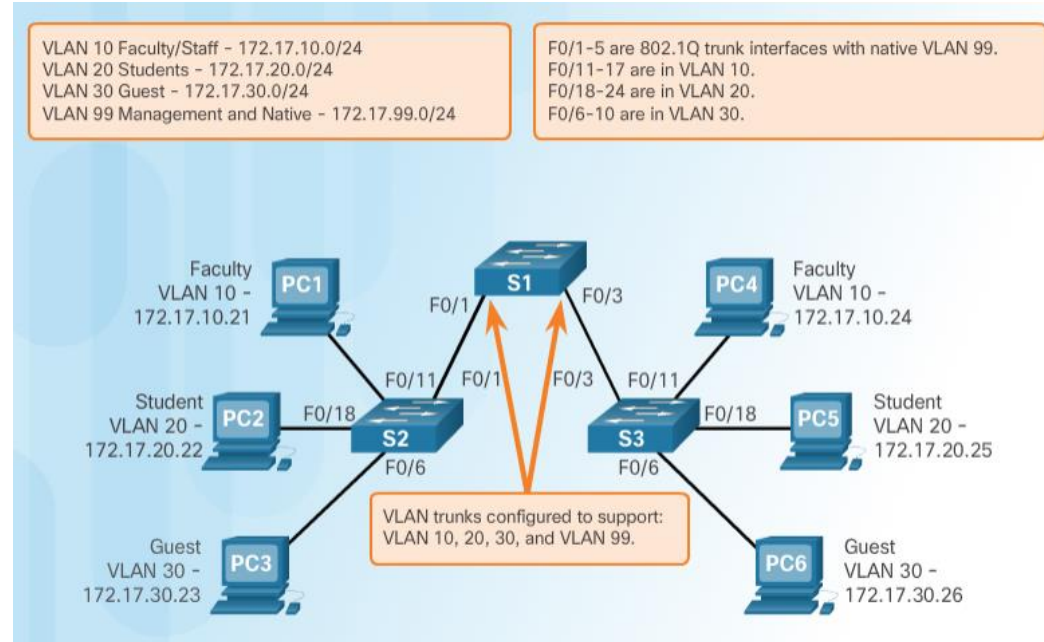 VLAN 10 Faculty/Staff - 172.17.10.0/24
VLAN 20 Students - 172.17.20.0/24
VLAN 30 Guest - 172.17.30.0/24
VLAN 99 Management and Native - 172.17.99.0/24
F0/1-5 are 802.1Q trunk interfaces with native VLAN 99.
F0/11-17 are in VLAN 10.
F0/18-24 are in VLAN 20.
F0/6-10 are in VLAN 30.
Faculty
VLAN 10 -
172.17.10.21
PC1
S1
F0/1
F0/3
PC4
Faculty
VLAN 10 -
172.17.10.24
F0/11
F0/1
F0/3
F0/11
Student
VLAN 20 -
172.17.20.22
PC2
F0/18
S2
F0/6
S3
F0/18
F0/6
PC5
Student
VLAN 20 -
172.17.20.25
VLAN trunks configured to support:
VLAN 10, 20, 30, and VLAN 99.
Guest
VLAN 30 -
172.17.30.23
PC3
PC6
Guest
VLAN 30 -
172.17.30.26